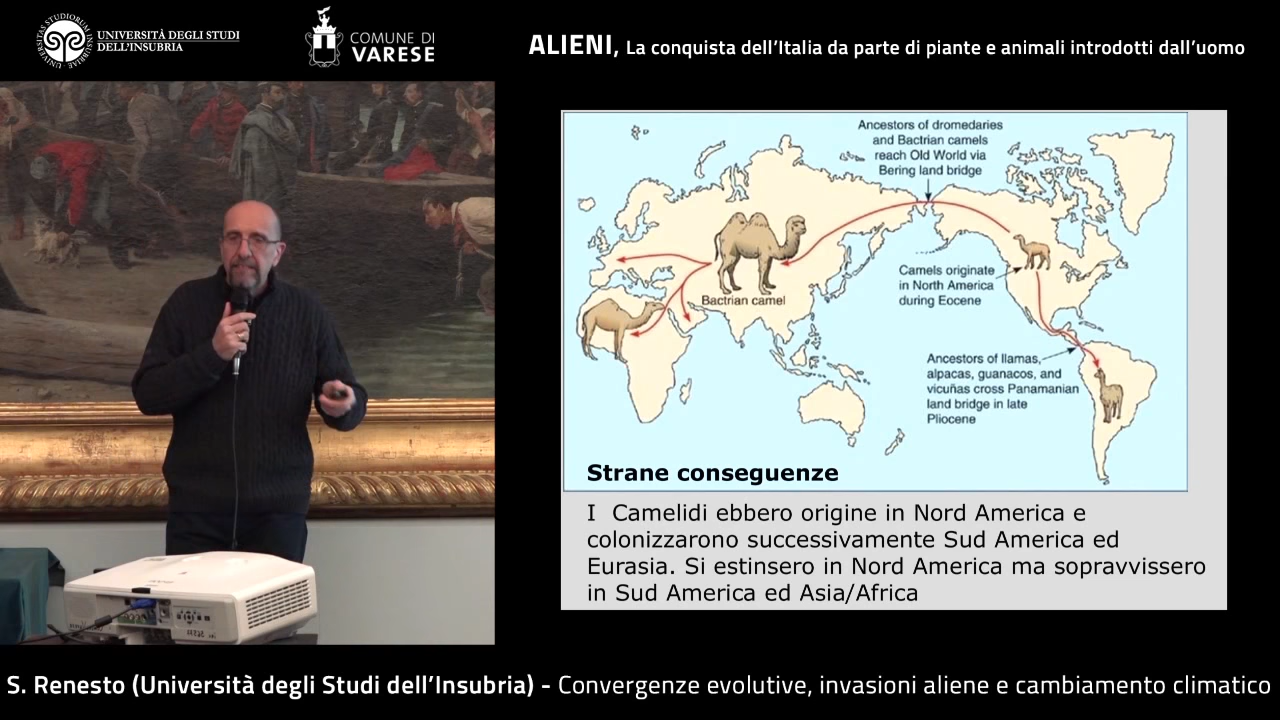 UNIVERSITÀ DEGLI STUDI
DELL'INSUBRIA
COMUNE DI
VARESE
ALIENI, La conquista dell'Italia da parte di piante e animali introdotti dall'uomo
Ancestors of dromedaries
and Bactrian camels
reach Old World via
Bering land bridge
Camels originate
in North America
during Eocene
Bactrian camel
Ancestors of llamas,
alpacas, guanacos, and
vicuñas cross Panamanian
land bridge in late
Pliocene
Strane conseguenze
I Camelidi ebbero origine in Nord America e
colonizzarono successivamente Sud America ed
Eurasia. Si estinsero in Nord America ma sopravvissero
in Sud America ed Asia/Africa
S. Renesto (Università degli Studi dell'Insubria) - Convergenze evolutive, invasioni aliene e cambiamento climatico